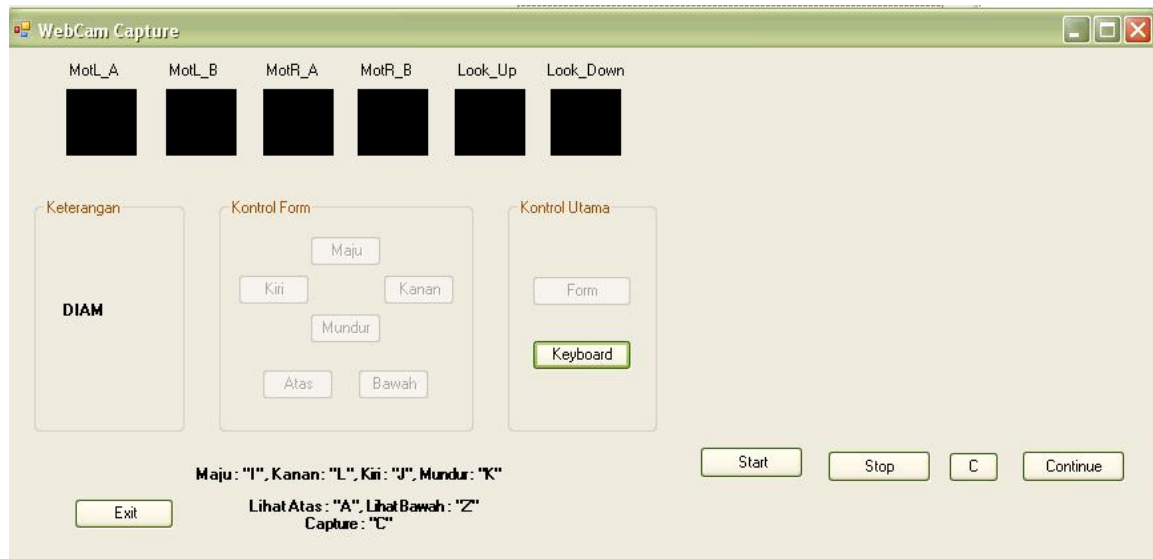 WebCam Capture
MotL_A MotL_B MotR_A MotR_B Look_Up Look_Down
Keterangan
DIAM
Kontrol Form
Maju
Kiri Kanan
Mundur
Atas Bawah
Kontrol Utama
Form
Keyboard
Maju : "I", Kanan : "L", Kiri : "J", Mundur : "K"
Lihat Atas : "A", Lihat Bawah : "Z"
Capture : "C"
Exit
Start Stop C Continue